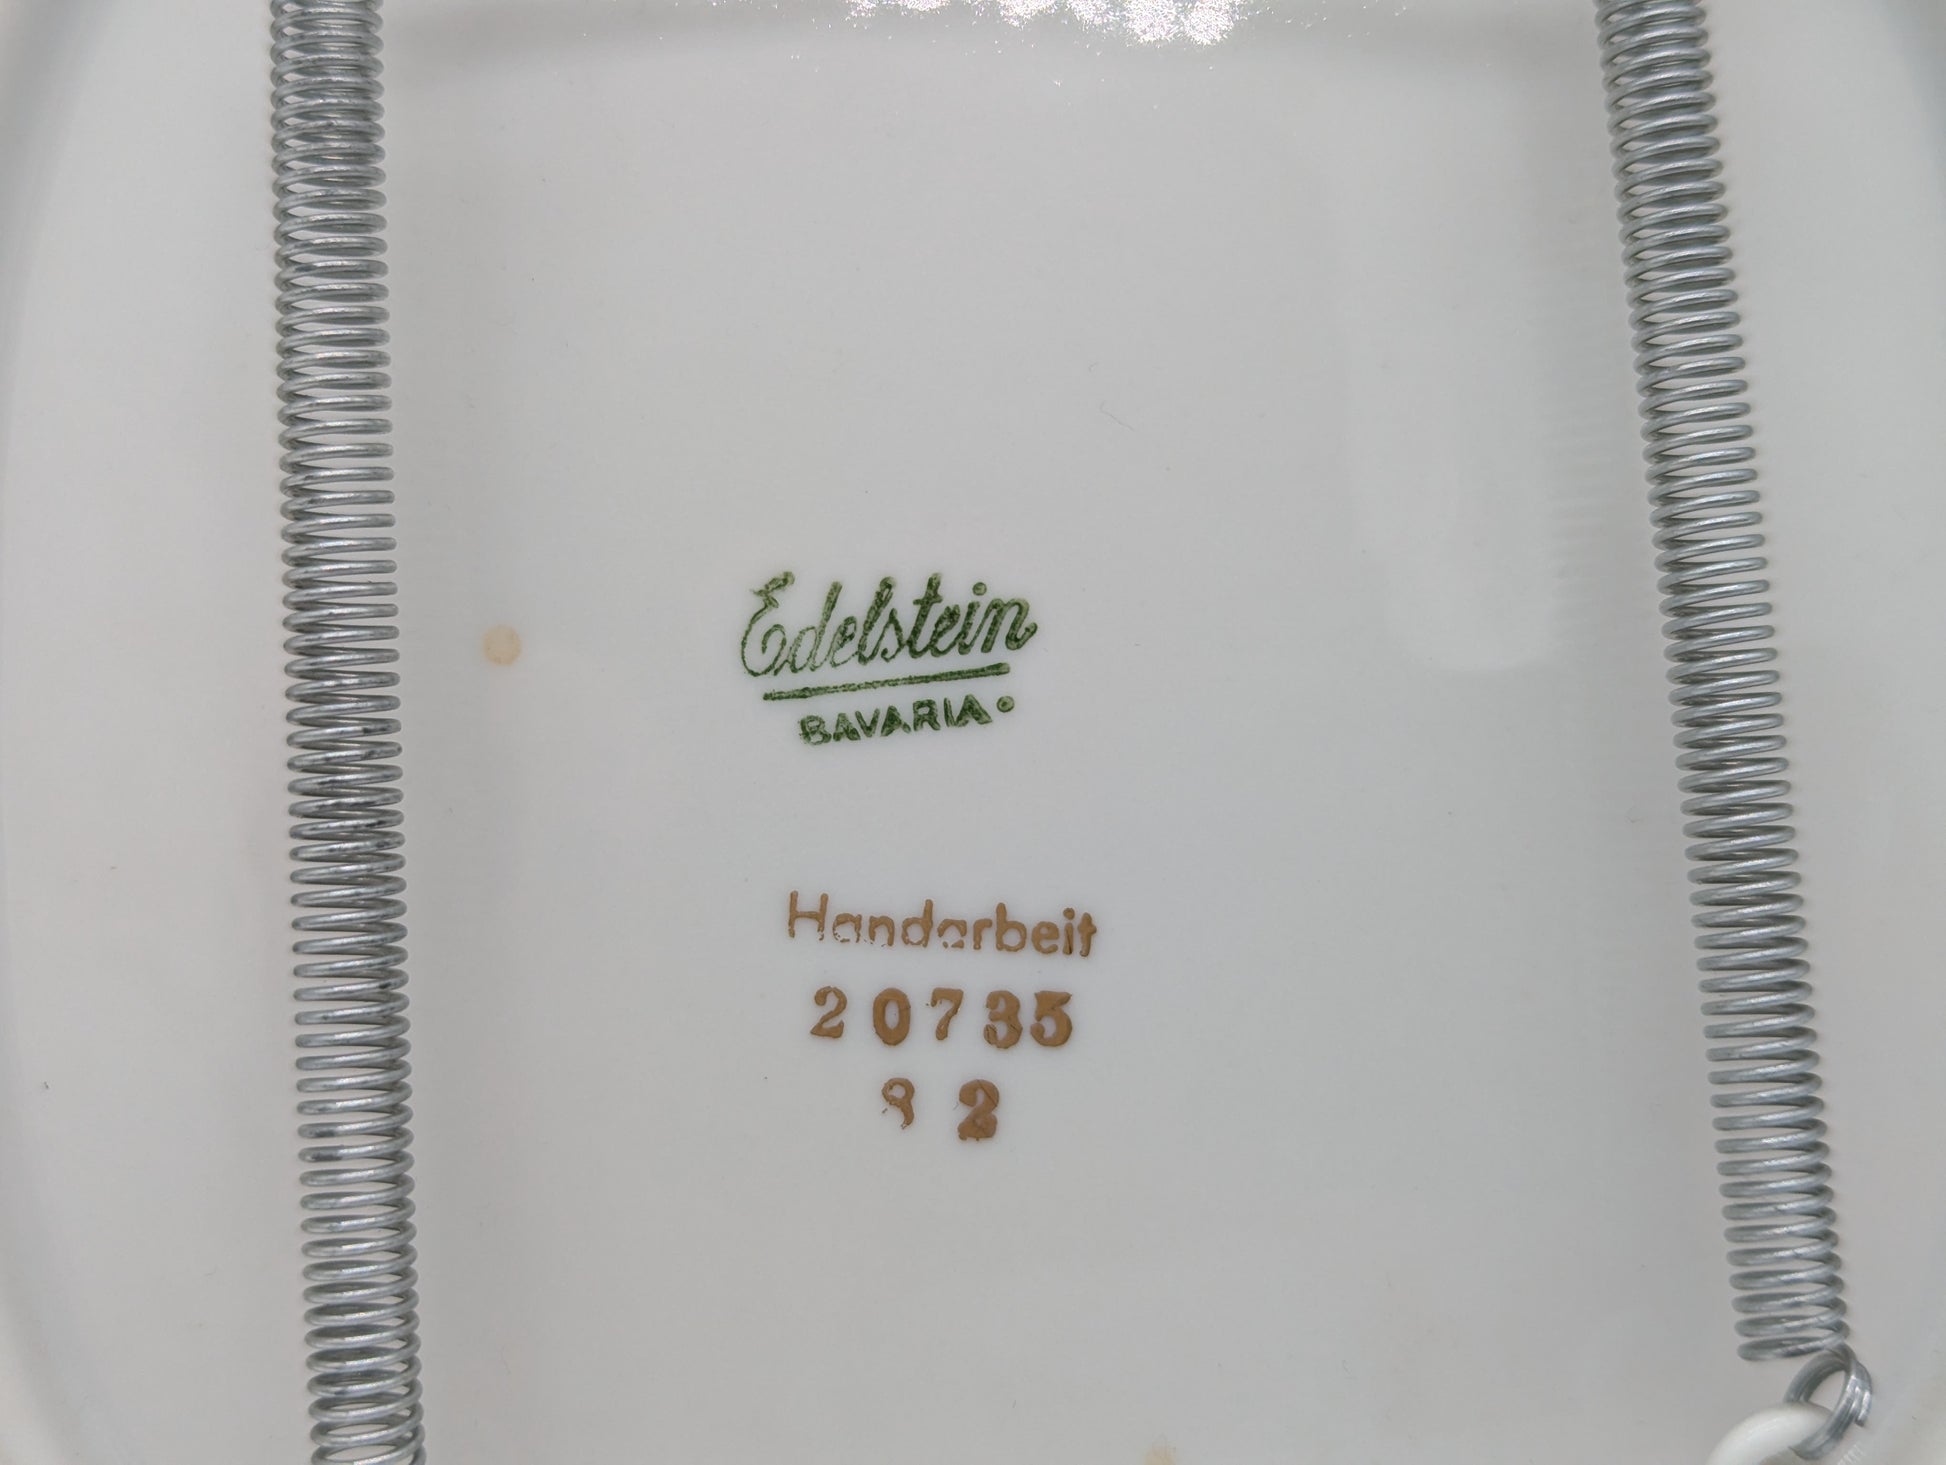 Edelstein
BAVARIA
Handarbeit
20735
82